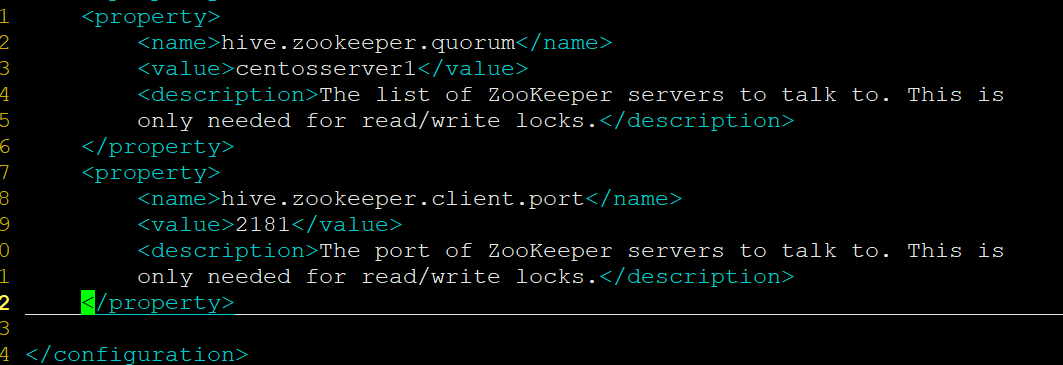 1     <property>
2         <name>hive.zookeeper.quorum</name>
3         <value>centosserver1</value>
4         <description>The list of ZooKeeper servers to talk to. This is
5         only needed for read/write locks.</description>
6     </property>
7     <property>
8         <name>hive.zookeeper.client.port</name>
9         <value>2181</value>
0         <description>The port of ZooKeeper servers to talk to. This is
1         only needed for read/write locks.</description>
2     </property>
3
4 </configuration>